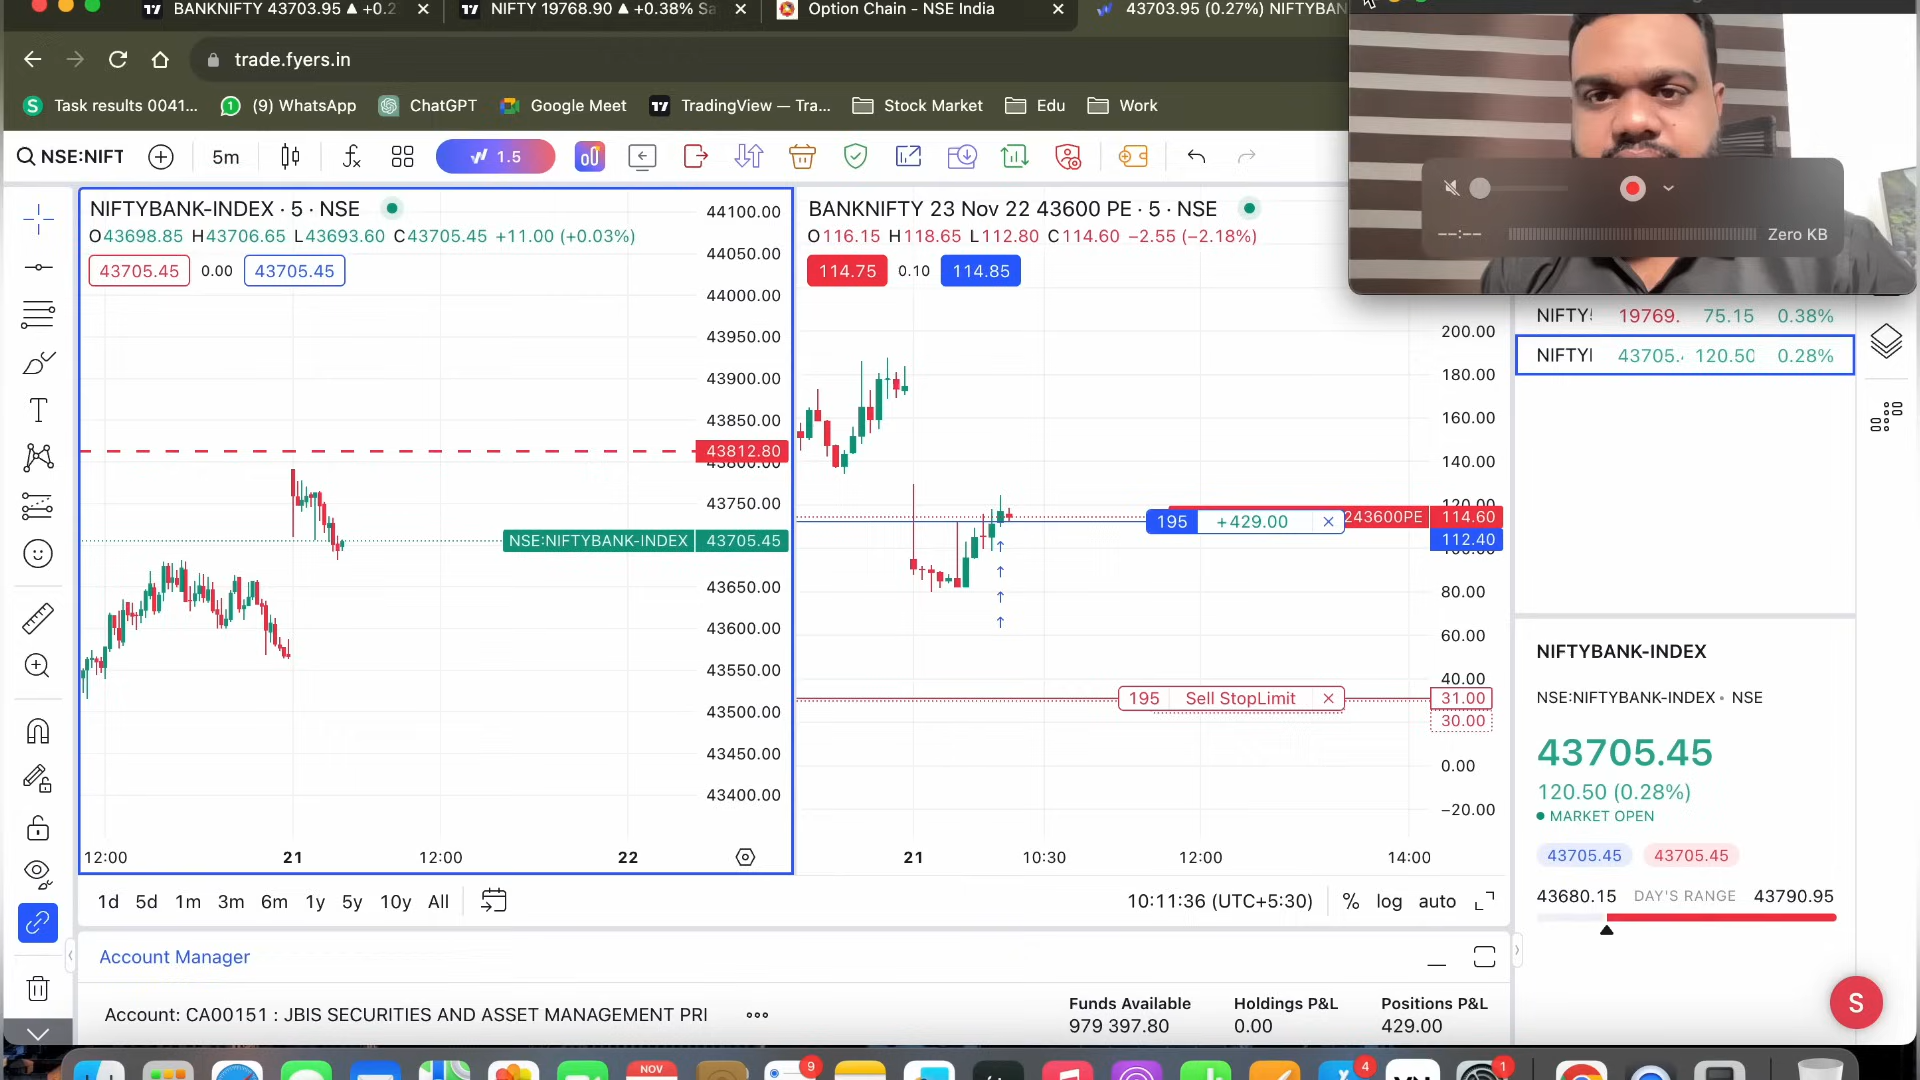 BANKNIFTY 43703.95 ▲ +0.2
NIFTY 19768.90 ▲ +0.38% Sa
Option Chain - NSE India
43703.95 (0.27%) NIFTYBAN
trade.fyers.in
S Task results 0041...
(9) WhatsApp
ChatGPT
Google Meet
TradingView — Tra...
Stock Market
Edu
Work
NSE:NIFT
5m
1.5
--:--
Zero KB
NIFTYBANK-INDEX · 5 · NSE
O43698.85 H43706.65 L43693.60 C43705.45 +11.00 (+0.03%)
43705.45 0.00 43705.45
44100.00
44050.00
44000.00
43950.00
43900.00
43850.00
43812.80
43800.00
43750.00
NSE:NIFTYBANK-INDEX 43705.45
43650.00
43600.00
43550.00
43500.00
43450.00
43400.00
12:00 21 12:00 22
BANKNIFTY 23 Nov 22 43600 PE · 5 · NSE
O116.15 H118.65 L112.80 C114.60 −2.55 (−2.18%)
114.75 0.10 114.85
200.00
180.00
160.00
140.00
120.00
195 +429.00 243600PE 114.60
112.40
100.00
80.00
60.00
40.00
195 Sell StopLimit 31.00
30.00
0.00
−20.00
21 10:30 12:00 14:00
NIFTY 19769. 75.15 0.38%
NIFTYI 43705. 120.50 0.28%
NIFTYBANK-INDEX
NSE:NIFTYBANK-INDEX • NSE
43705.45
120.50 (0.28%)
MARKET OPEN
43705.45 43705.45
43680.15 DAY'S RANGE 43790.95
1d 5d 1m 3m 6m 1y 5y 10y All
10:11:36 (UTC+5:30) % log auto
Account Manager
Account: CA00151 : JBIS SECURITIES AND ASSET MANAGEMENT PRI
Funds Available Holdings P&L Positions P&L
979 397.80 0.00 429.00
S
NOV
9
4
1